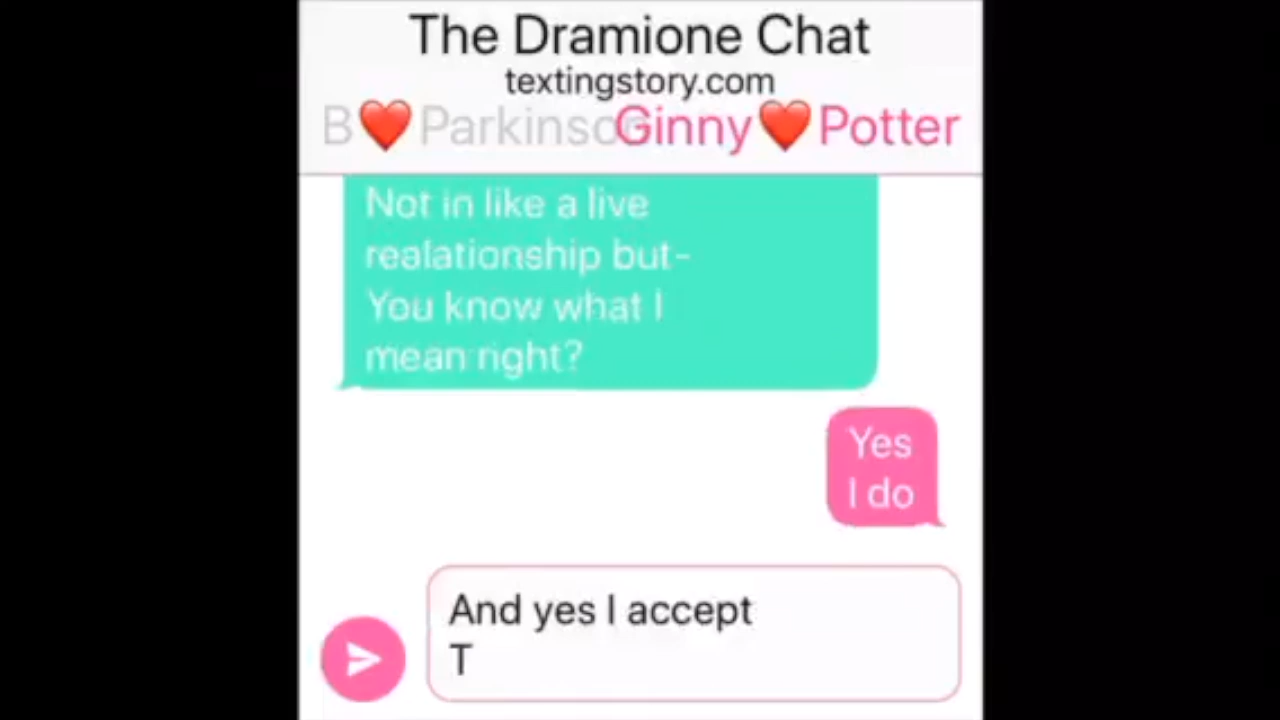 The Dramione Chat
textingstory.com
B❤️Parkinso Ginny❤️Potter
Not in like a live
realationship but-
You know what I
mean right?
Yes
I do
And yes I accept
T